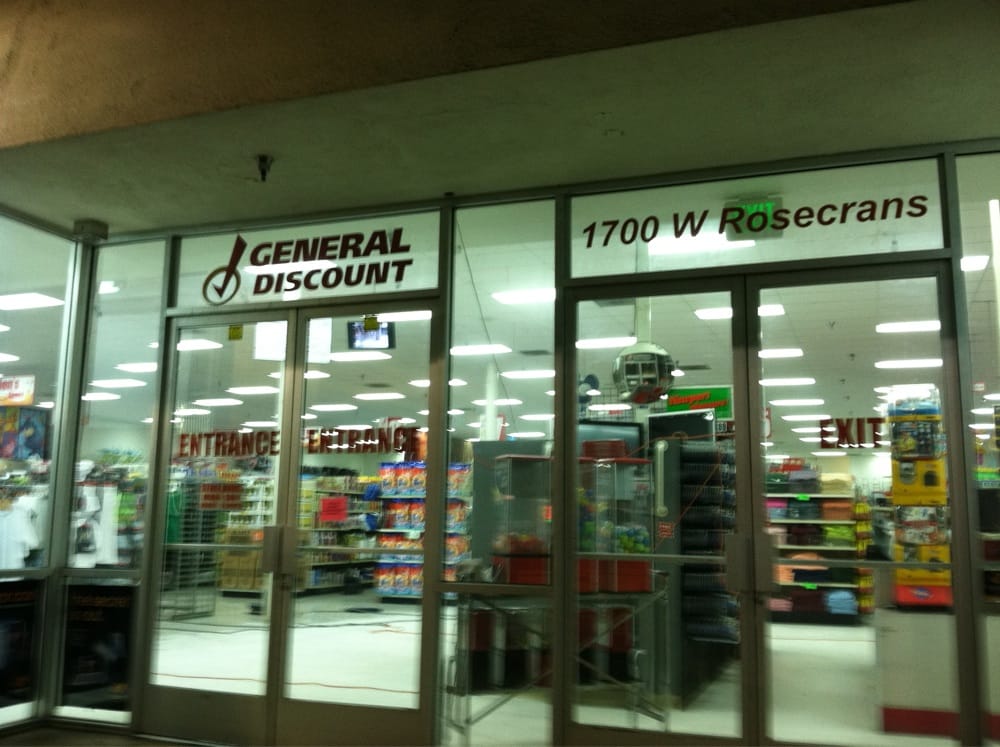 GENERAL
DISCOUNT
1700 W Rosecrans
EXIT
ENTRANCE ENTRANCE
EXIT